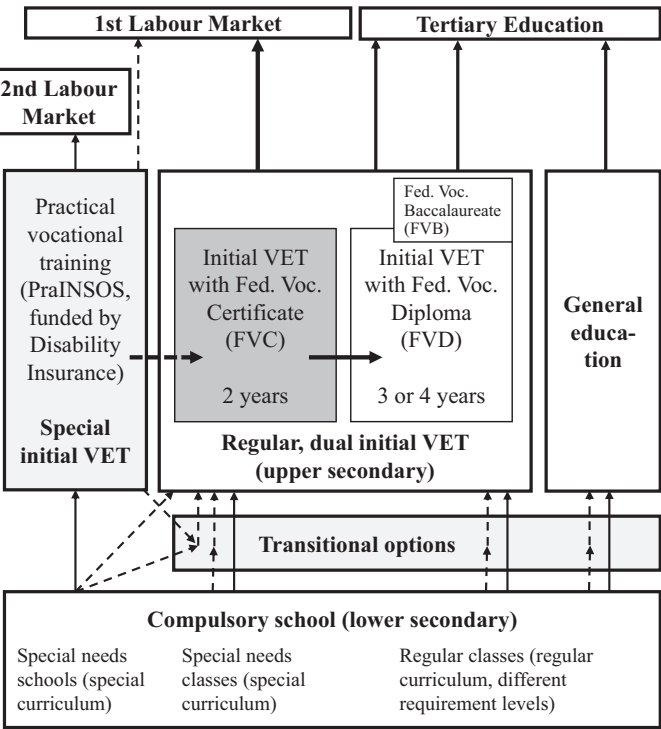 1st Labour Market
Tertiary Education
2nd Labour
Market
Practical
vocational
training
(PraINSOS,
funded by
Disability
Insurance)
Special
initial VET
Fed. Voc.
Baccalaureate
(FVB)
Initial VET
with Fed. Voc.
Certificate
(FVC)
2 years
Initial VET
with Fed. Voc.
Diploma
(FVD)
3 or 4 years
Regular, dual initial VET
(upper secondary)
General
educa-
tion
Transitional options
Compulsory school (lower secondary)
Special needs
schools (special
curriculum)
Special needs
classes (special
curriculum)
Regular classes (regular
curriculum, different
requirement levels)